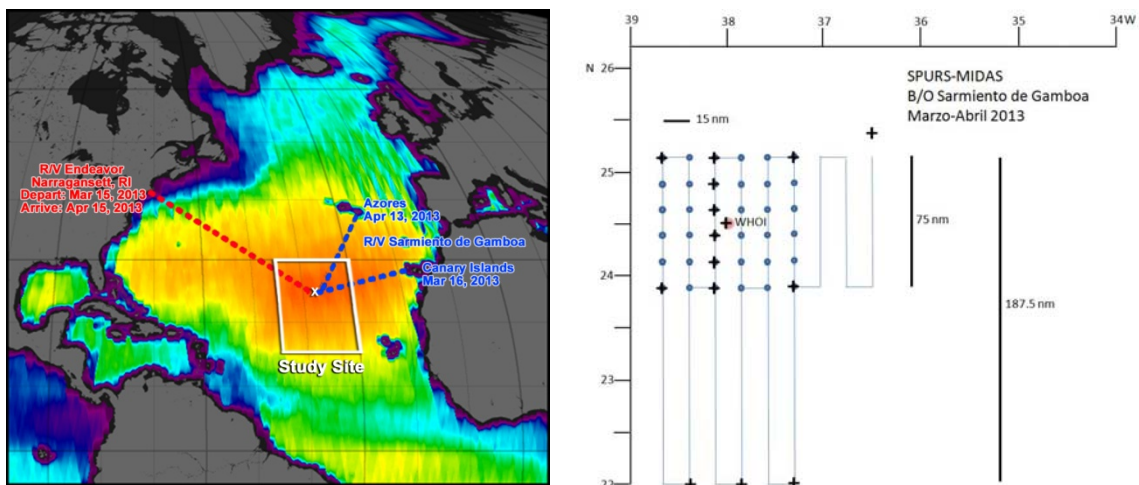 R/V Endeavor
Narragansett, RI
Depart: Mar 15, 2013
Arrive: Apr 15, 2013
Azores
Apr 13, 2013
R/V Sarmiento de Gamboa
Canary Islands
Mar 16, 2013
x
Study Site
39 38 37 36 35 34W
N 26
SPURS-MIDAS
B/O Sarmiento de Gamboa
Marzo-Abril 2013
15 nm
25
WHOI
75 nm
24
187.5 nm
23
22